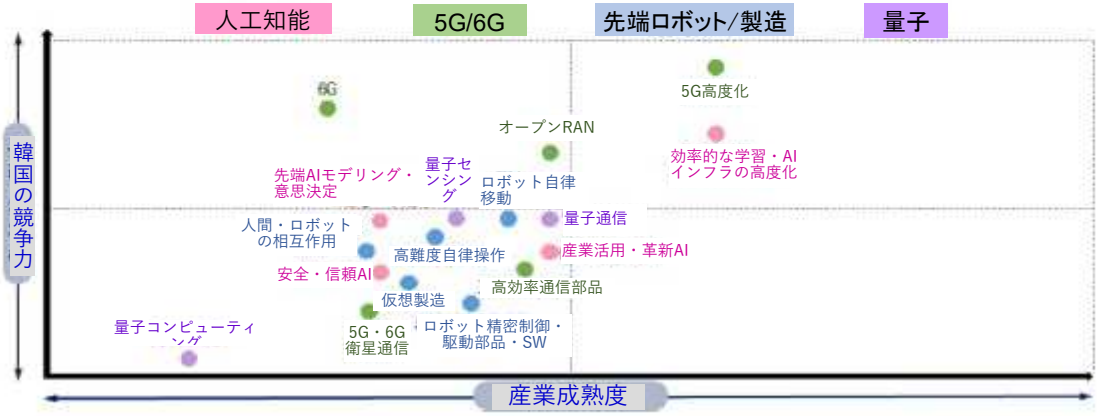 人工知能
5G/6G
先端ロボット/製造
量子
韓国の競争力
6G
5G高度化
オープンRAN
効率的な学習・AI
インフラの高度化
先端AIモデリング・
意思決定
量子セ
ンシン
グ
ロボット自律
移動
人間・ロボット
の相互作用
量子通信
高難度自律操作
産業活用・革新AI
安全・信頼AI
仮想製造
高効率通信部品
量子コンピューティ
ング
5G・6G
衛星通信
ロボット精密制御・
駆動部品・SW
産業成熟度